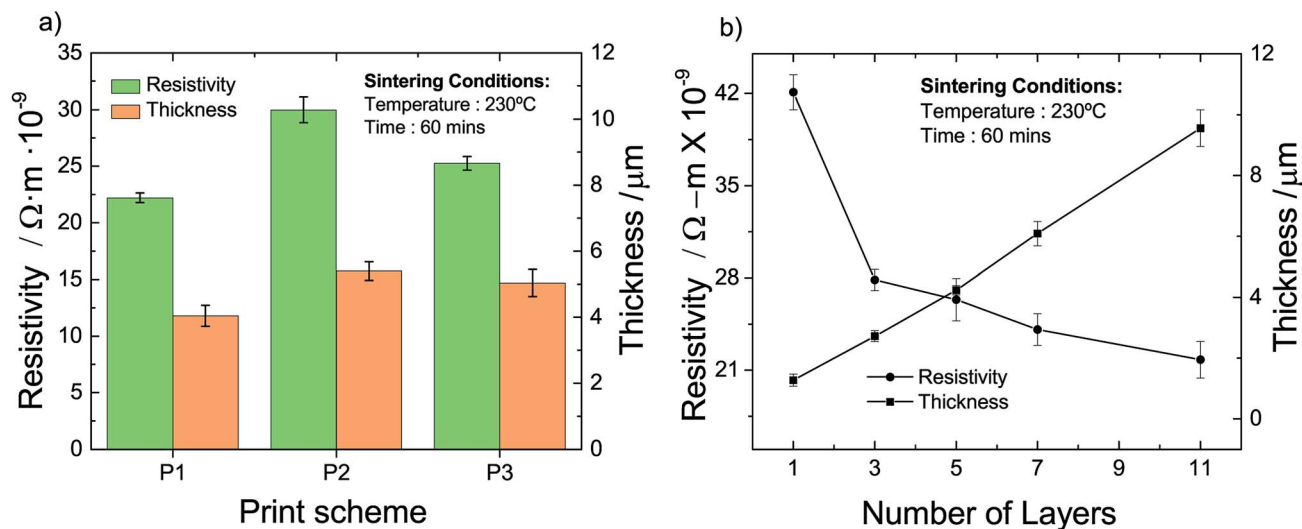 a)
35
30
25
20
15
10
5
0
Resistivity / Ω·m ·10⁻⁹
Resistivity
Thickness
Sintering Conditions:
Temperature : 230ºC
Time : 60 mins
12
10
8
6
4
2
0
Thickness /μm
P1 P2 P3
Print scheme
b)
42
35
28
21
Resistivity / Ω–m X 10⁻⁹
Sintering Conditions:
Temperature : 230ºC
Time : 60 mins
Resistivity
Thickness
12
8
4
0
Thickness /μm
1 3 5 7 9 11
Number of Layers